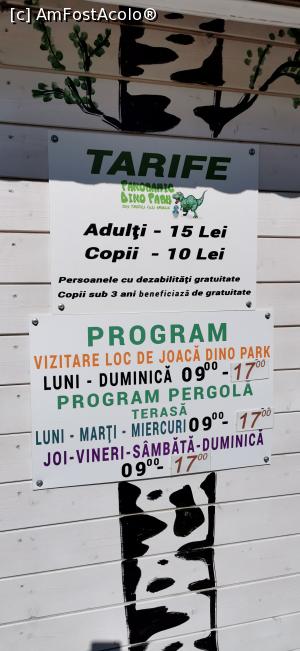 [c] AmFostAcolo®
TARIFE
PANORAMIC
DINO PARK
Adulţi - 15 Lei
Copii - 10 Lei
Persoanele cu dezabilităţi gratuitate
Copii sub 3 ani beneficiază de gratuitate
PROGRAM
VIZITARE LOC DE JOACĂ DINO PARK
LUNI - DUMINICĂ 09⁰⁰ - 17⁰⁰
PROGRAM PERGOLĂ
TERASĂ
LUNI - MARŢI - MIERCURI 09⁰⁰ - 17⁰⁰
JOI-VINERI-SÂMBĂTĂ-DUMINICĂ
09⁰⁰ - 17⁰⁰